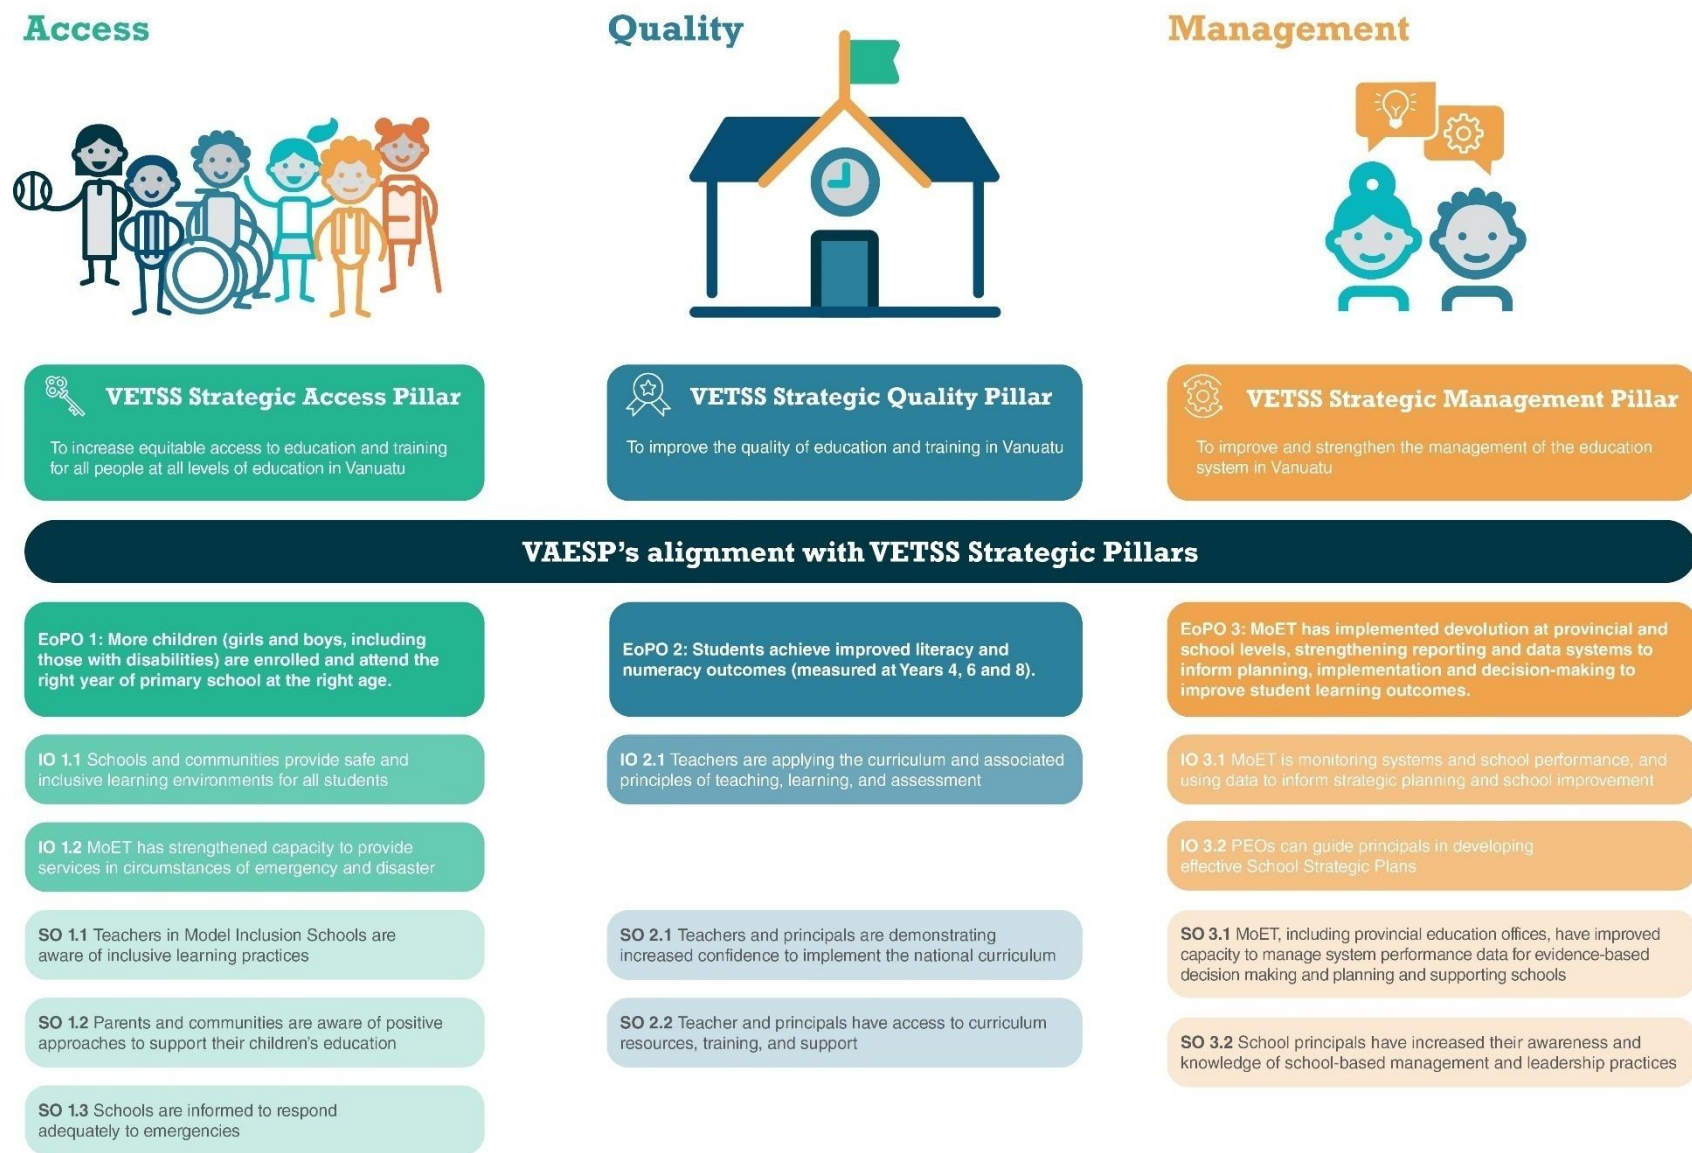 Access
Quality
Management
VETSS Strategic Access Pillar
To increase equitable access to education and training
for all people at all levels of education in Vanuatu
VETSS Strategic Quality Pillar
To improve the quality of education and training in Vanuatu
VETSS Strategic Management Pillar
To improve and strengthen the management of the education
system in Vanuatu
VAESP’s alignment with VETSS Strategic Pillars
EoPO 1: More children (girls and boys, including
those with disabilities) are enrolled and attend the
right year of primary school at the right age.
EoPO 2: Students achieve improved literacy and
numeracy outcomes (measured at Years 4, 6 and 8).
EoPO 3: MoET has implemented devolution at provincial and
school levels, strengthening reporting and data systems to
inform planning, implementation and decision-making to
improve student learning outcomes.
IO 1.1 Schools and communities provide safe and
inclusive learning environments for all students
IO 2.1 Teachers are applying the curriculum and associated
principles of teaching, learning, and assessment
IO 3.1 MoET is monitoring systems and school performance, and
using data to inform strategic planning and school improvement
IO 1.2 MoET has strengthened capacity to provide
services in circumstances of emergency and disaster
IO 3.2 PEOs can guide principals in developing
effective School Strategic Plans
SO 1.1 Teachers in Model Inclusion Schools are
aware of inclusive learning practices
SO 2.1 Teachers and principals are demonstrating
increased confidence to implement the national curriculum
SO 3.1 MoET, including provincial education offices, have improved
capacity to manage system performance data for evidence-based
decision making and planning and supporting schools
SO 1.2 Parents and communities are aware of positive
approaches to support their children’s education
SO 2.2 Teacher and principals have access to curriculum
resources, training, and support
SO 3.2 School principals have increased their awareness and
knowledge of school-based management and leadership practices
SO 1.3 Schools are informed to respond
adequately to emergencies